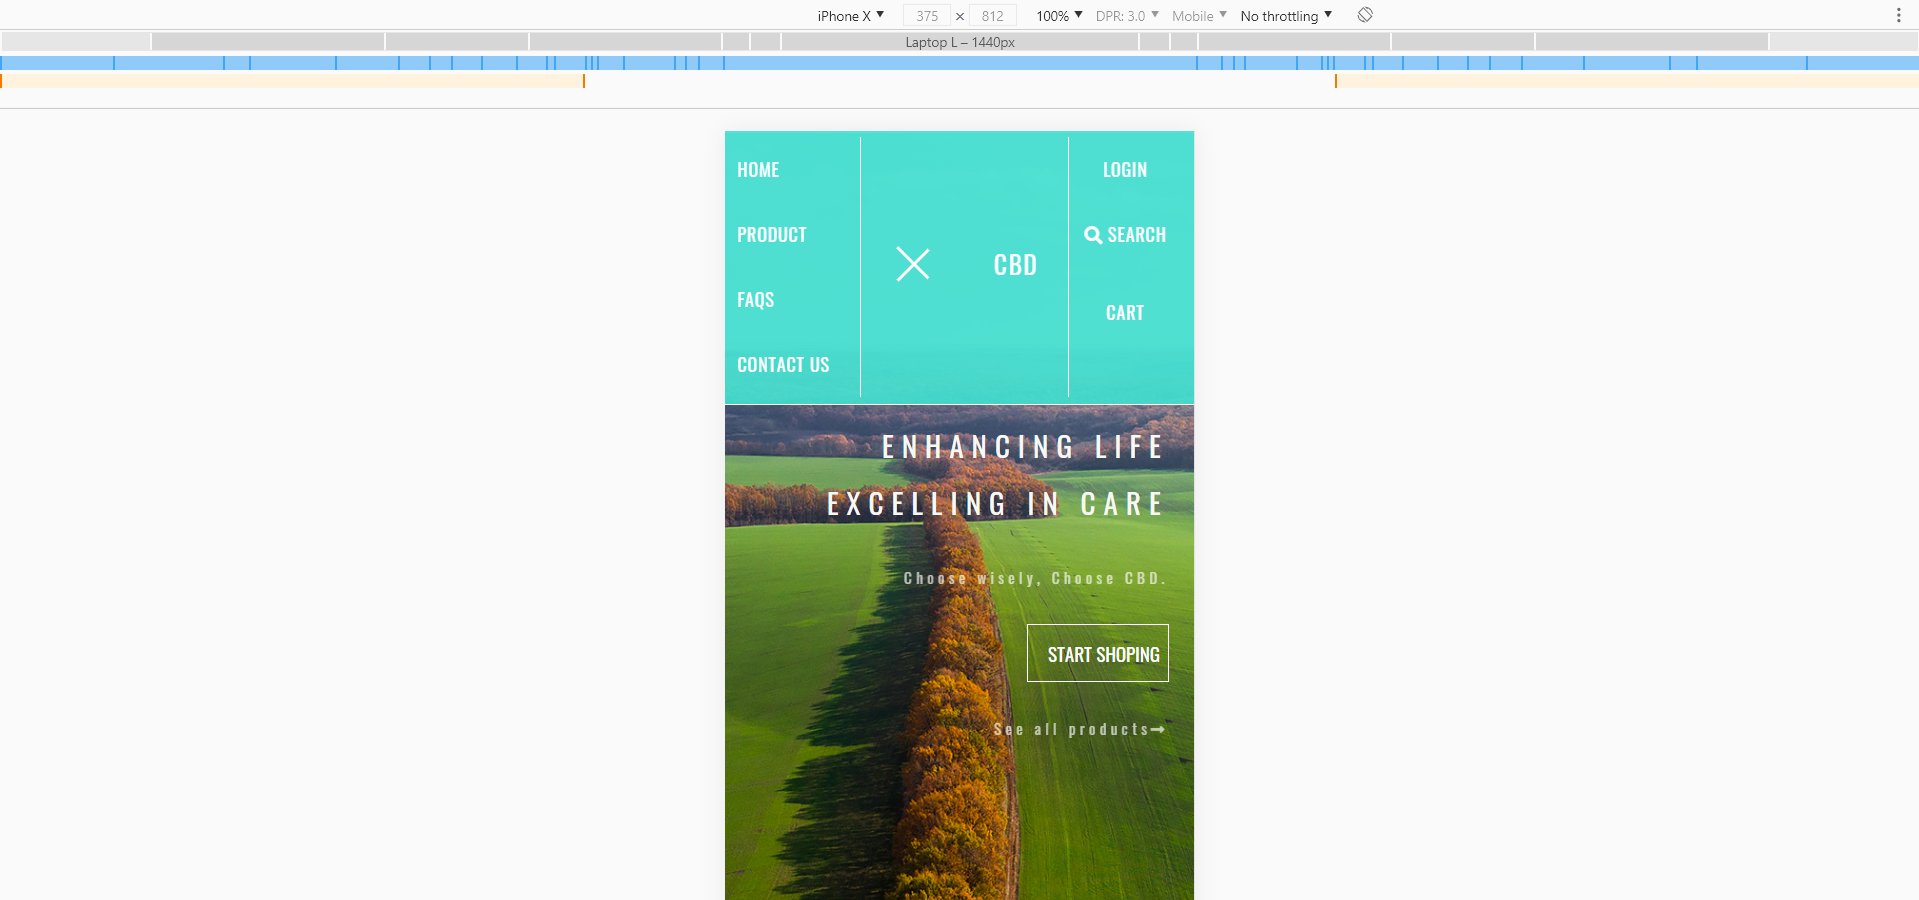 iPhone X ▼ 375 × 812 100% ▼ DPR: 3.0 ▼ Mobile ▼ No throttling ▼
Laptop L – 1440px
HOME
PRODUCT
FAQS
CONTACT US
CBD
LOGIN
SEARCH
CART
ENHANCING LIFE
EXCELLING IN CARE
Choose wisely, Choose CBD.
START SHOPING
See all products→